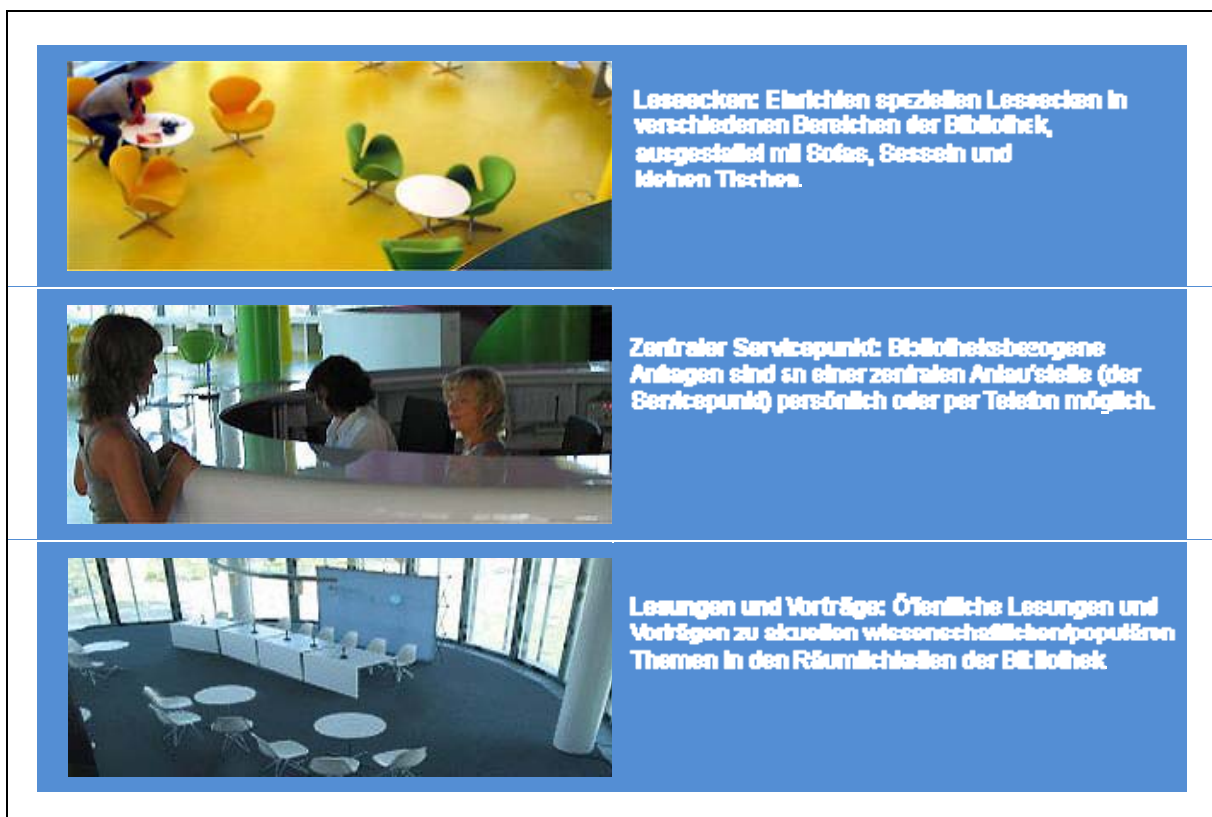 Leseecken: Einrichten speziellen Leseecken in
verschiedenen Bereichen der Bibliothek,
ausgestattet mit Sofas, Sesseln und
kleinen Tischen.
Zentraler Servicepunkt: Bibliotheksbezogene
Anfragen sind an einer zentralen Anlaufstelle (der
Servicepunkt) persönlich oder per Telefon möglich.
Lesungen und Vorträge: Öffentliche Lesungen und
Vorträgen zu aktuellen wissenschaftlichen/populären
Themen in den Räumlichkeiten der Bibliothek